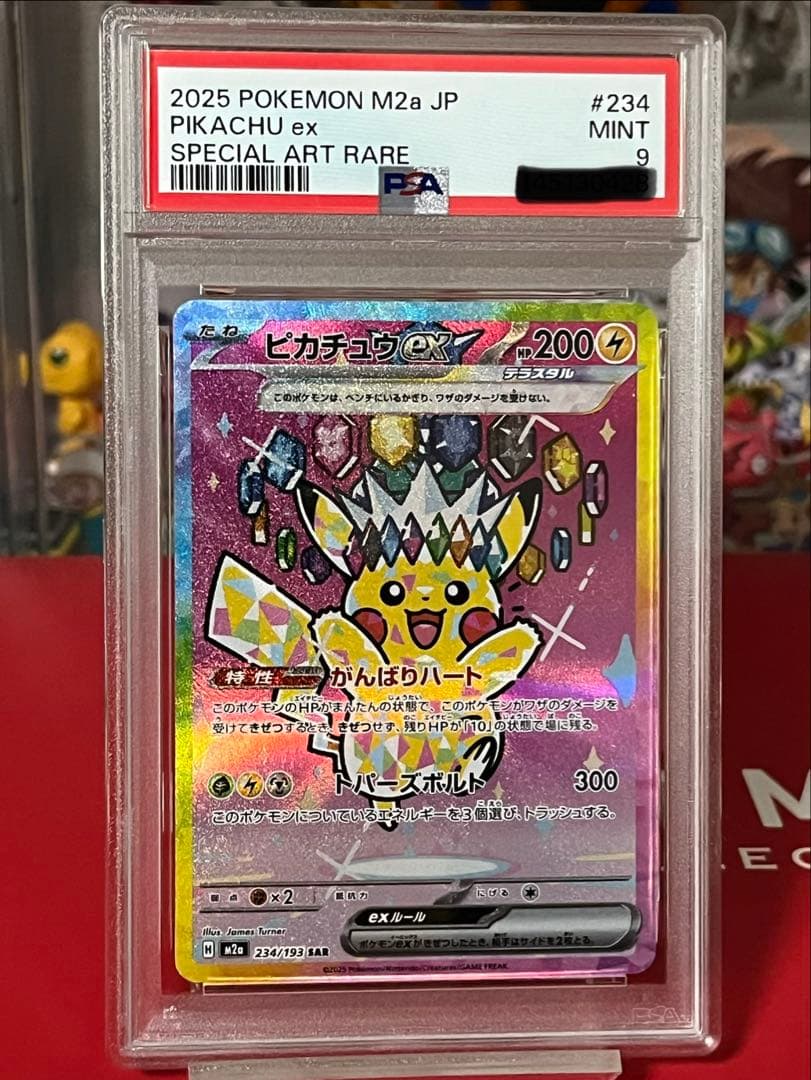 2025 POKEMON M2a JP #234
PIKACHU ex MINT
SPECIAL ART RARE 9
PSA
たね ピカチュウex HP200
テラスタル
このポケモンは、ベンチにいるかぎり、ワザのダメージを受けない。
特性 がんばりハート
このポケモンのHPがまんたんの状態で、このポケモンがワザのダメージを
受けてきぜつするとき、きぜつせず、残りHPが「10」の状態で場に残る。
トパーズボルト 300
このポケモンについているエネルギーを3個選び、トラッシュする。
弱点 ×2 抵抗力 にげる
exルール
ポケモンexがきぜつしたとき、相手はサイドを2枚とる。
Illus. James Turner
H M2a 234/193 SAR
©2025 Pokémon/Nintendo/Creatures/GAME FREAK.
M
EC
PSA